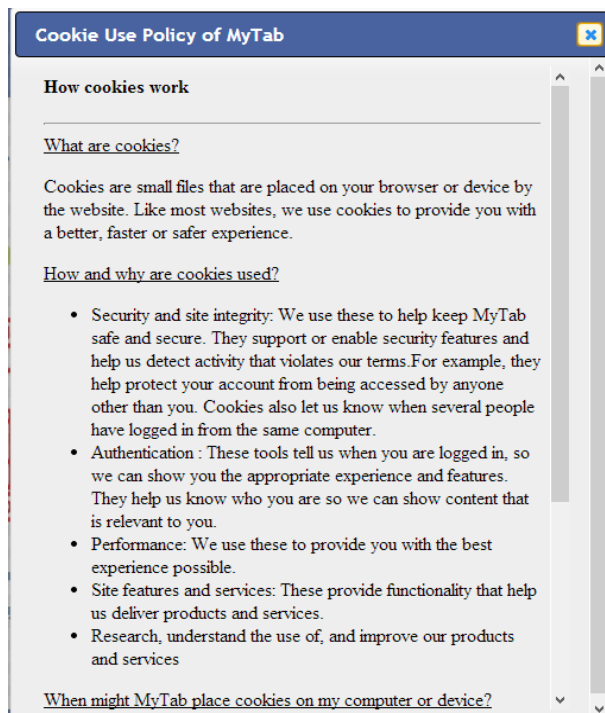 Cookie Use Policy of MyTab
How cookies work
What are cookies?
Cookies are small files that are placed on your browser or device by
the website. Like most websites, we use cookies to provide you with
a better, faster or safer experience.
How and why are cookies used?
• Security and site integrity: We use these to help keep MyTab
safe and secure. They support or enable security features and
help us detect activity that violates our terms.For example, they
help protect your account from being accessed by anyone
other than you. Cookies also let us know when several people
have logged in from the same computer.
• Authentication : These tools tell us when you are logged in, so
we can show you the appropriate experience and features.
They help us know who you are so we can show content that
is relevant to you.
• Performance: We use these to provide you with the best
experience possible.
• Site features and services: These provide functionality that help
us deliver products and services.
• Research, understand the use of, and improve our products
and services
When might MyTab place cookies on my computer or device?